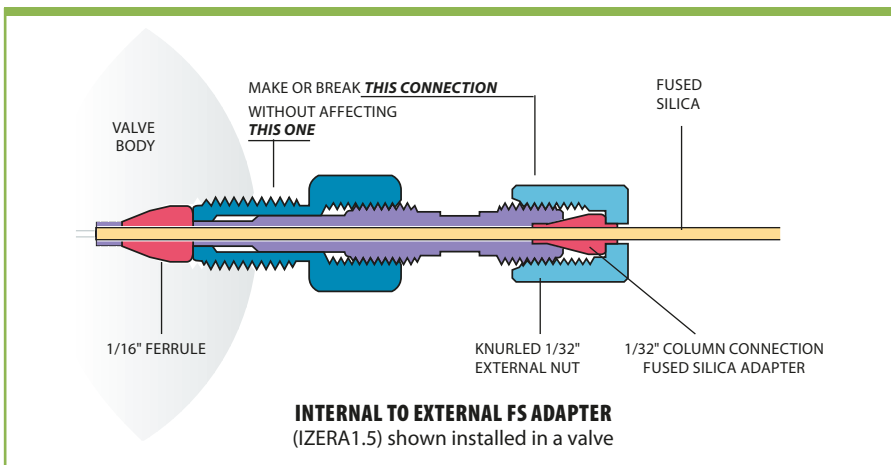 MAKE OR BREAK THIS CONNECTION
WITHOUT AFFECTING
THIS ONE
FUSED
SILICA
VALVE
BODY
1/16" FERRULE
KNURLED 1/32"
EXTERNAL NUT
1/32" COLUMN CONNECTION
FUSED SILICA ADAPTER
INTERNAL TO EXTERNAL FS ADAPTER
(IZERA1.5) shown installed in a valve